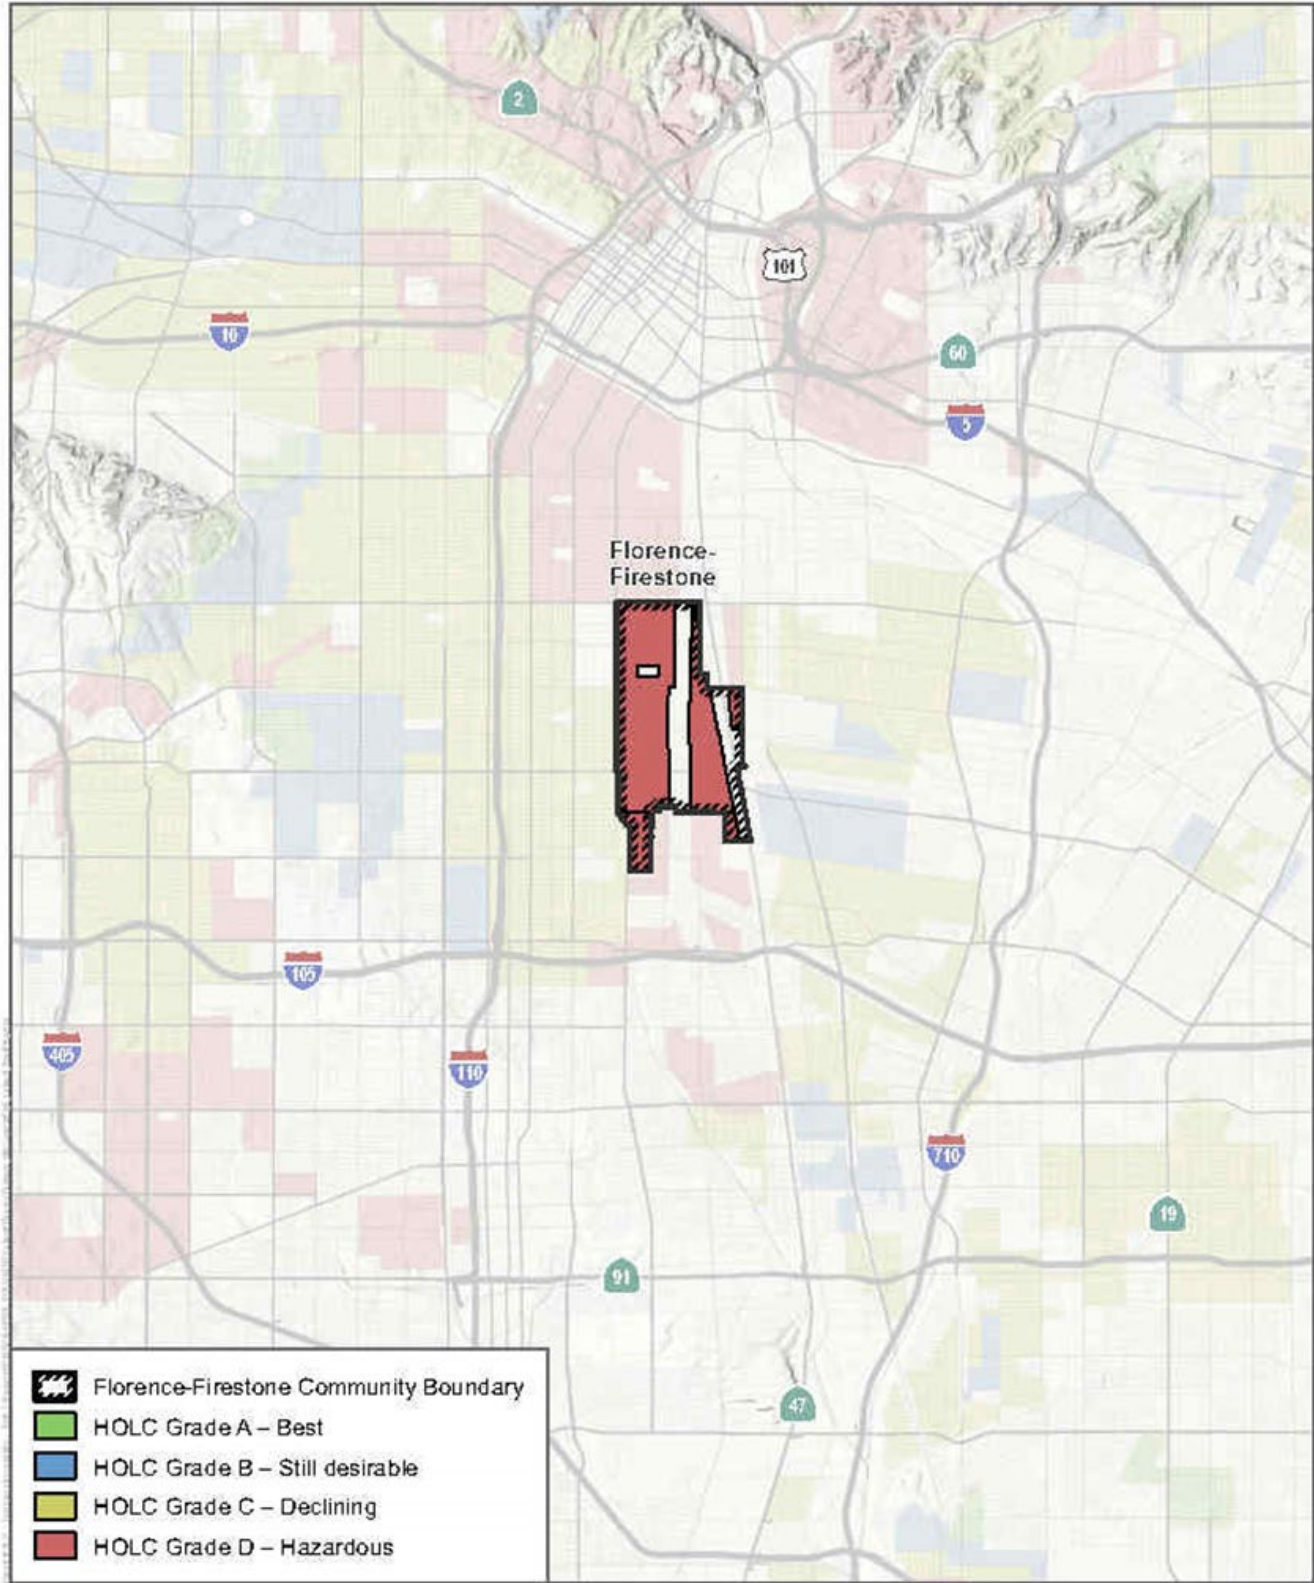 2
101
10
60
5
Florence-
Firestone
105
405
110
710
19
91
47
Florence-Firestone Community Boundary
HOLC Grade A – Best
HOLC Grade B – Still desirable
HOLC Grade C – Declining
HOLC Grade D – Hazardous